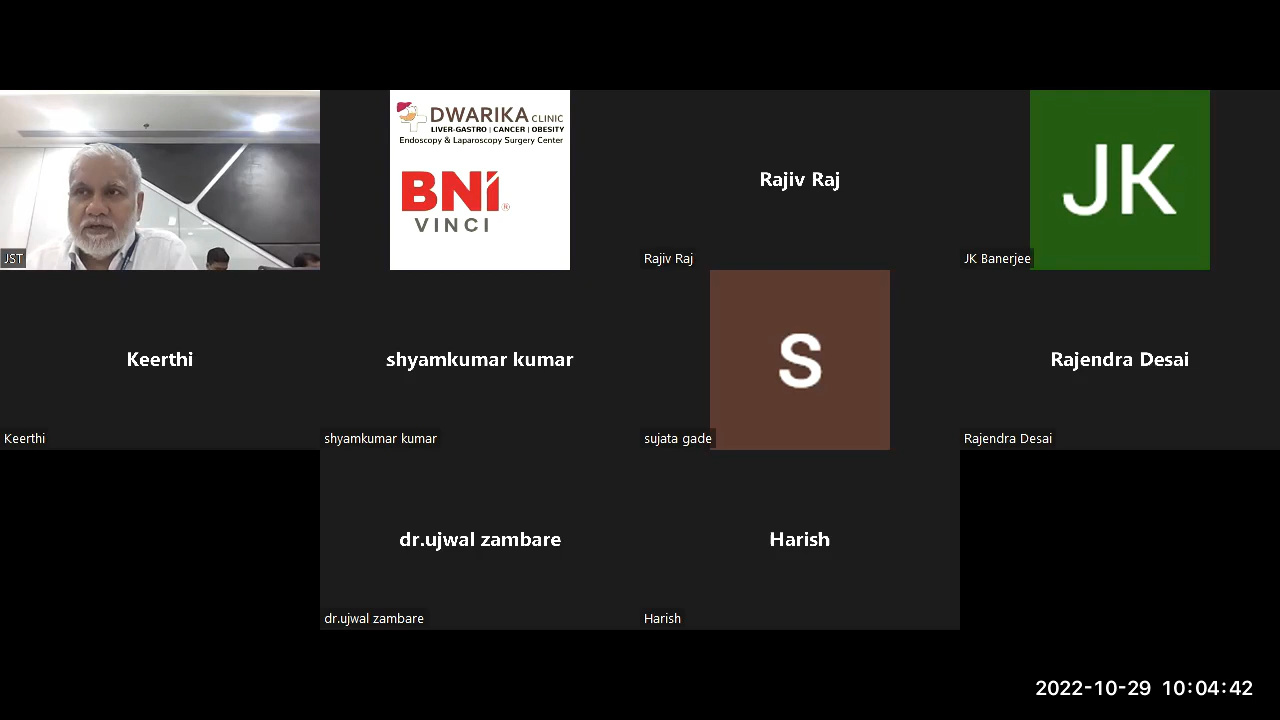 JST
DWARIKA CLINIC
LIVER-GASTRO | CANCER | OBESITY
Endoscopy & Laparoscopy Surgery Center
BNi®
VINCI
Rajiv Raj
Rajiv Raj
JK
JK Banerjee
Keerthi
Keerthi
shyamkumar kumar
shyamkumar kumar
S
sujata gade
Rajendra Desai
Rajendra Desai
dr.ujwal zambare
dr.ujwal zambare
Harish
Harish
2022-10-29 10:04:42